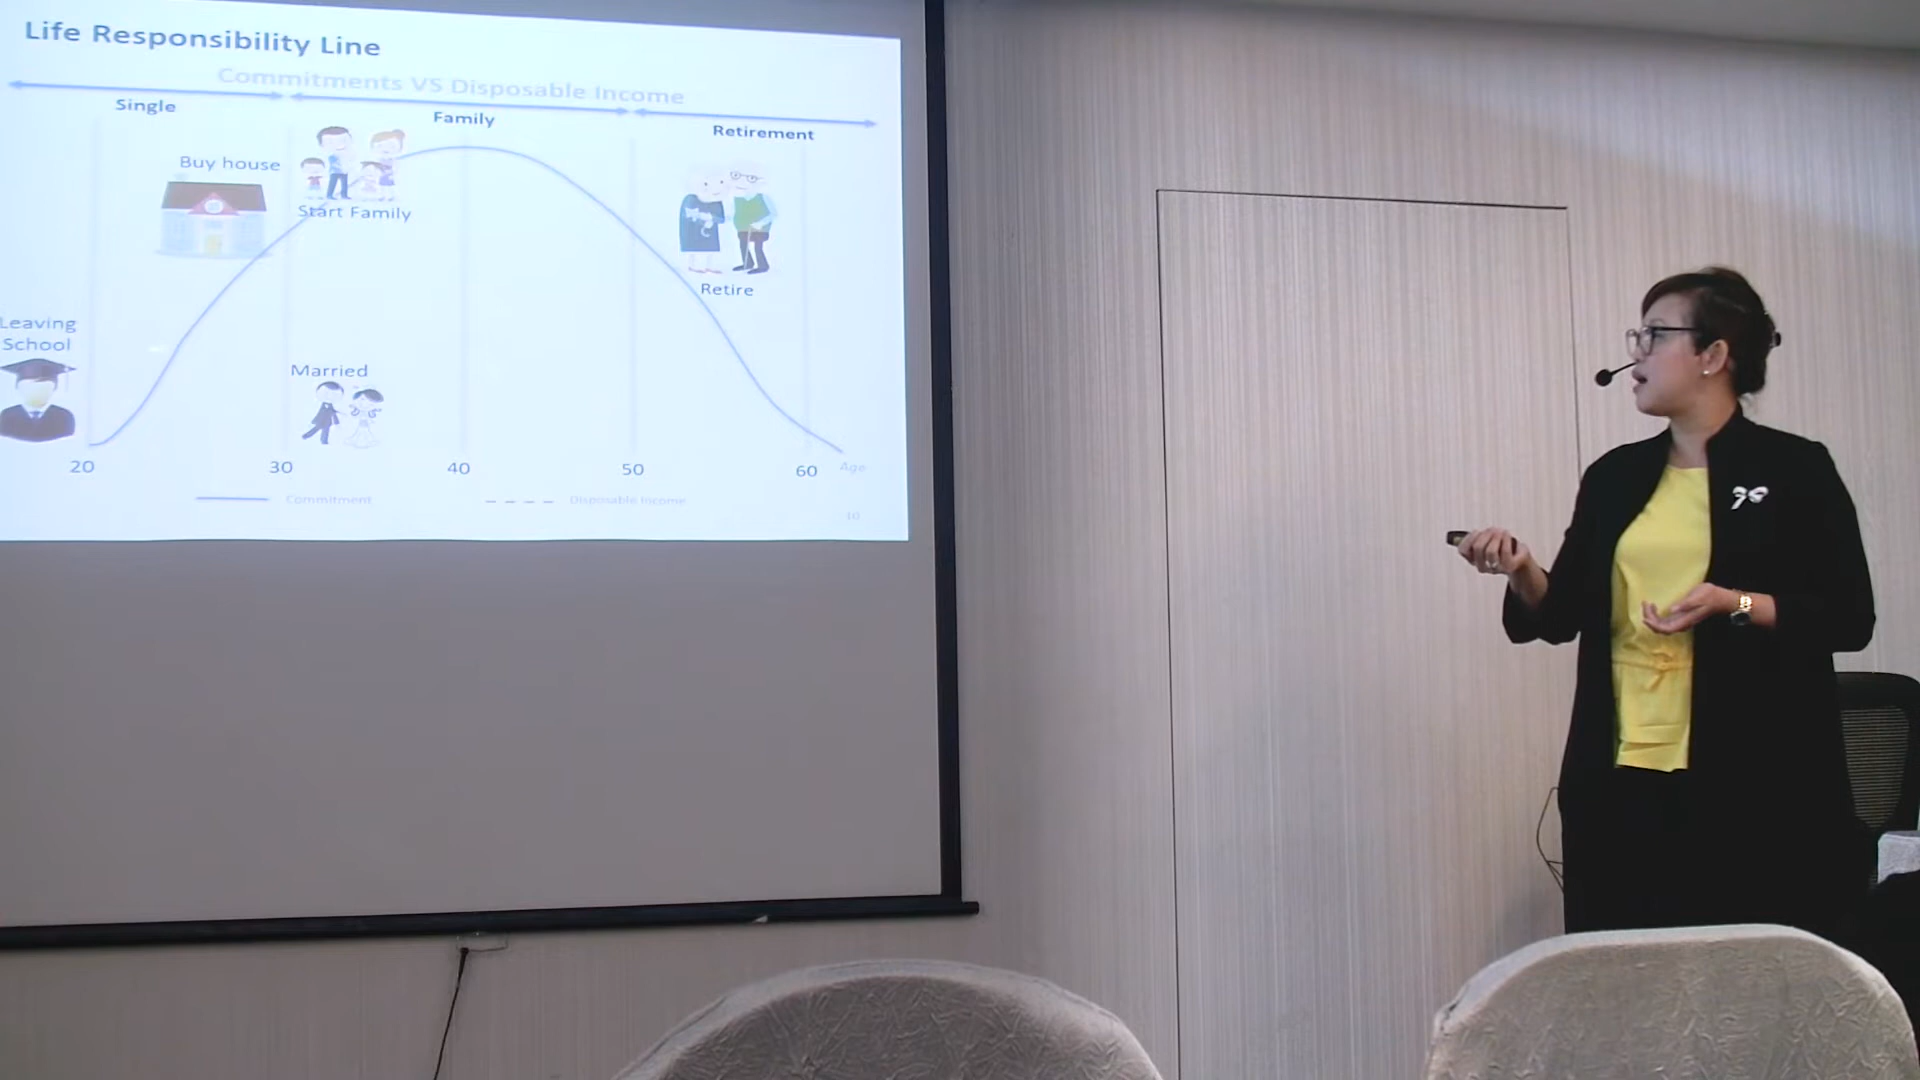 Life Responsibility Line
Commitments VS Disposable Income
Single
Family
Retirement
Buy house
Start Family
Retire
Leaving
School
Married
20
30
40
50
60
Age
Commitment
Disposable Income
10